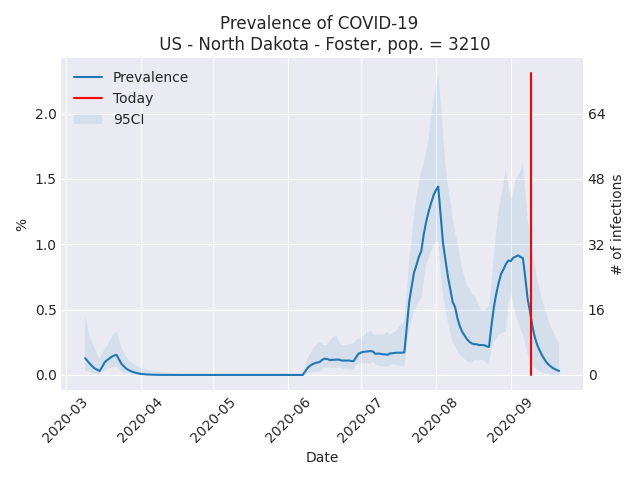 Prevalence of COVID-19
US - North Dakota - Foster, pop. = 3210
Prevalence
Today
95CI
2.0
1.5
1.0
0.5
0.0
%
64
48
32
16
0
# of infections
2020-03
2020-04
2020-05
2020-06
2020-07
2020-08
2020-09
Date